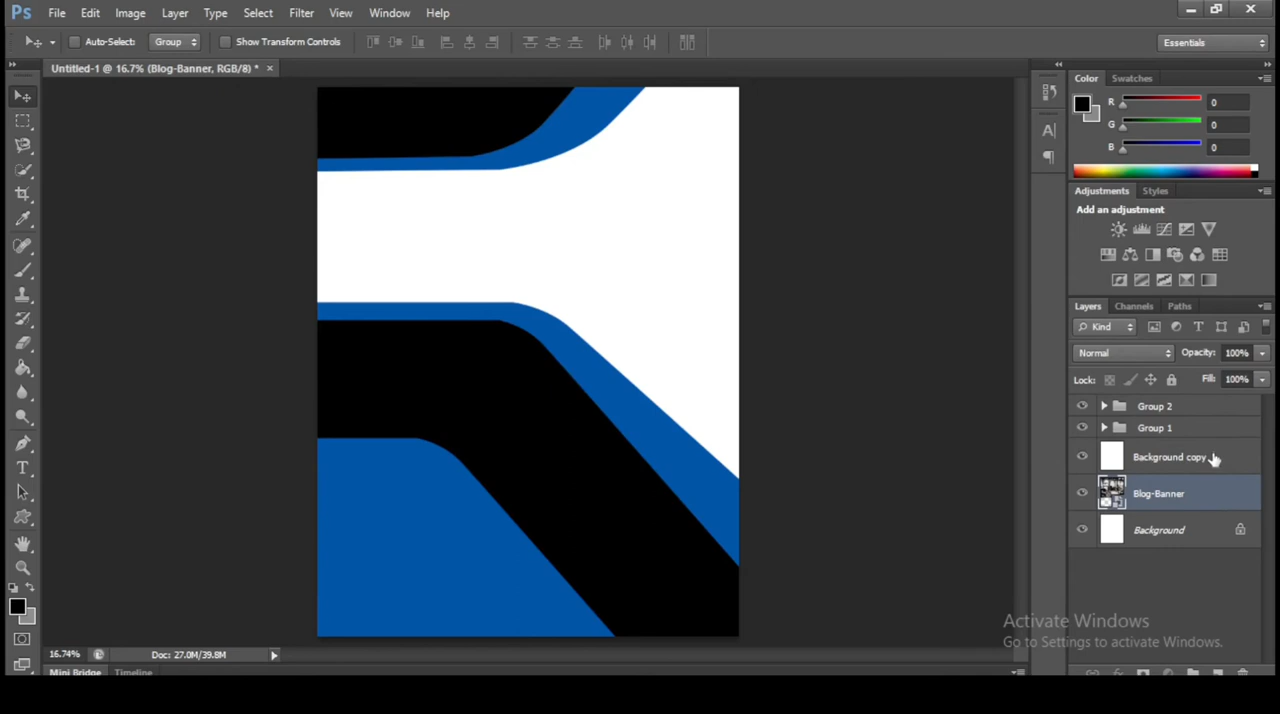 Ps File Edit Image Layer Type Select Filter View Window Help
Auto-Select: Group Show Transform Controls Essentials
Untitled-1 @ 16.7% (Blog-Banner, RGB/8) * ×
Color Swatches
R 0
G 0
B 0
Adjustments Styles
Add an adjustment
Layers Channels Paths
Kind
Normal Opacity: 100%
Lock: Fill: 100%
Group 2
Group 1
Background copy
Blog-Banner
Background
Activate Windows
Go to Settings to activate Windows.
16.74% Doc: 27.0M/39.8M
Mini Bridge Timeline